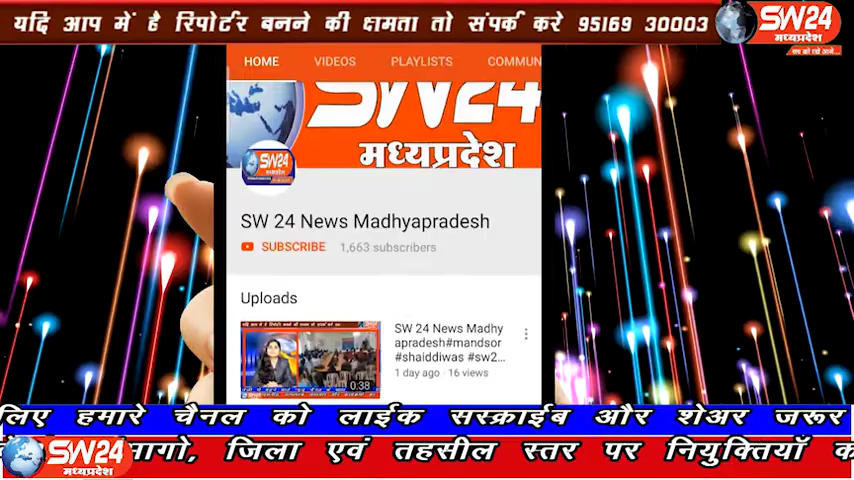 यदि आप में है रिपोर्टर बनने की क्षमता तो संपर्क करे 95169 30003
SW24
मध्यप्रदेश
HOME VIDEOS PLAYLISTS COMMUN
SW24
मध्यप्रदेश
SW24
SW 24 News Madhyapradesh
SUBSCRIBE 1,663 subscribers
Uploads
SW 24 News Madhy
apradesh#mandsor
#shaiddiwas #sw2...
1 day ago · 16 views
0:38
लिए हमारे चैनल को लाईक सस्क्राईब और शेअर जरूर
भागो, जिला एवं तहसील स्तर पर नियुक्तियॉ क
SW24
मध्यप्रदेश